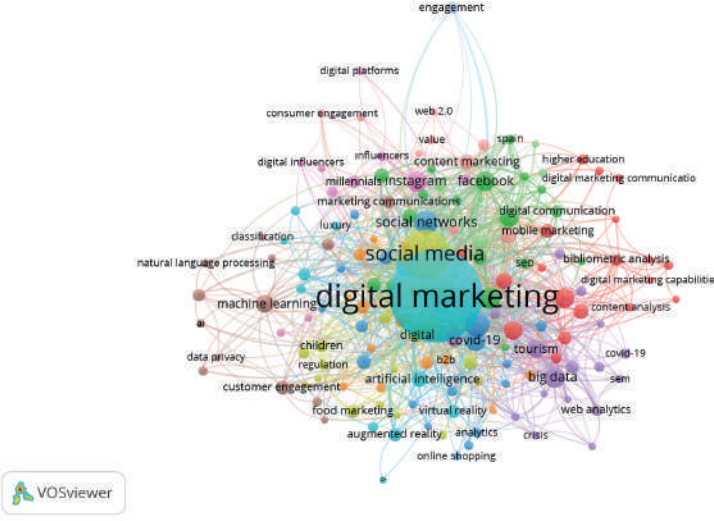 engagement
digital platforms
consumer engagement
web 2.0
value
spain
digital influencers
influencers
content marketing
higher education
millennials
instagram
facebook
digital marketing communicatio
marketing communications
digital communication
luxury
social networks
mobile marketing
classification
social media
natural language processing
seo
bibliometric analysis
digital marketing capabilitie
machine learning
digital marketing
content analysis
ai
digital
covid-19
children
tourism
data privacy
regulation
b2b
covid-19
customer engagement
artificial intelligence
big data
sem
food marketing
virtual reality
web analytics
augmented reality
analytics
crisis
online shopping
VOSviewer